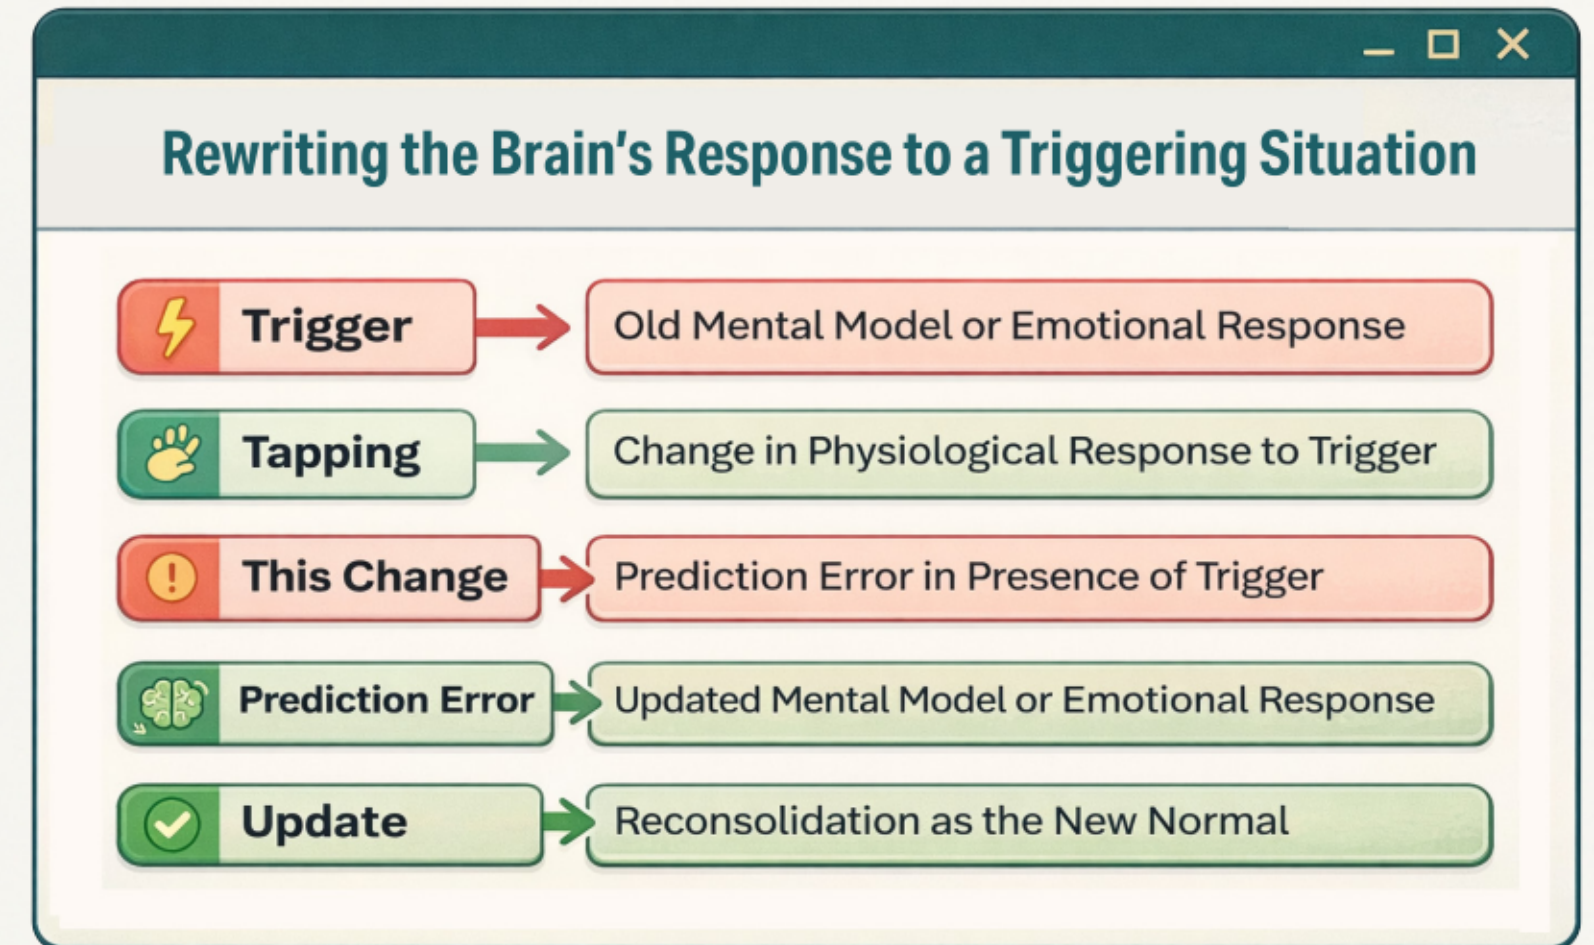 Rewriting the Brain's Response to a Triggering Situation
Trigger
Old Mental Model or Emotional Response
Tapping
Change in Physiological Response to Trigger
This Change
Prediction Error in Presence of Trigger
Prediction Error
Updated Mental Model or Emotional Response
Update
Reconsolidation as the New Normal